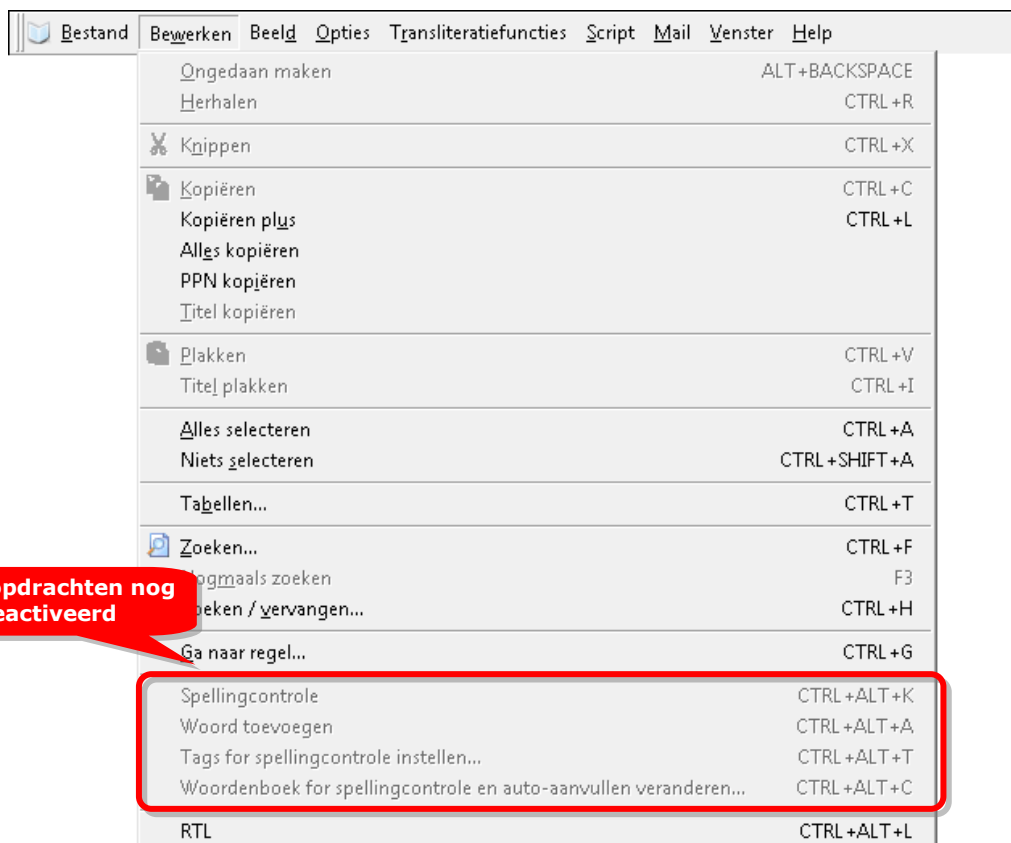 Bestand Bewerken Beeld Opties Transliteratiefuncties Script Mail Venster Help
Ongedaan maken ALT+BACKSPACE
Herhalen CTRL+R
Knippen CTRL+X
Kopiëren CTRL+C
Kopiëren plus CTRL+L
Alles kopiëren
PPN kopiëren
Titel kopiëren
Plakken CTRL+V
Titel plakken CTRL+I
Alles selecteren CTRL+A
Niets selecteren CTRL+SHIFT+A
Tabellen... CTRL+T
Zoeken... CTRL+F
zoeken F3
/ vervangen... CTRL+H
opdrachten nog
Ga naar regel... CTRL+G
Spellingcontrole CTRL+ALT+K
Woord toevoegen CTRL+ALT+A
Tags for spellingcontrole instellen... CTRL+ALT+T
Woordenboek for spellingcontrole en auto-aanvullen veranderen... CTRL+ALT+C
RTL CTRL+ALT+L